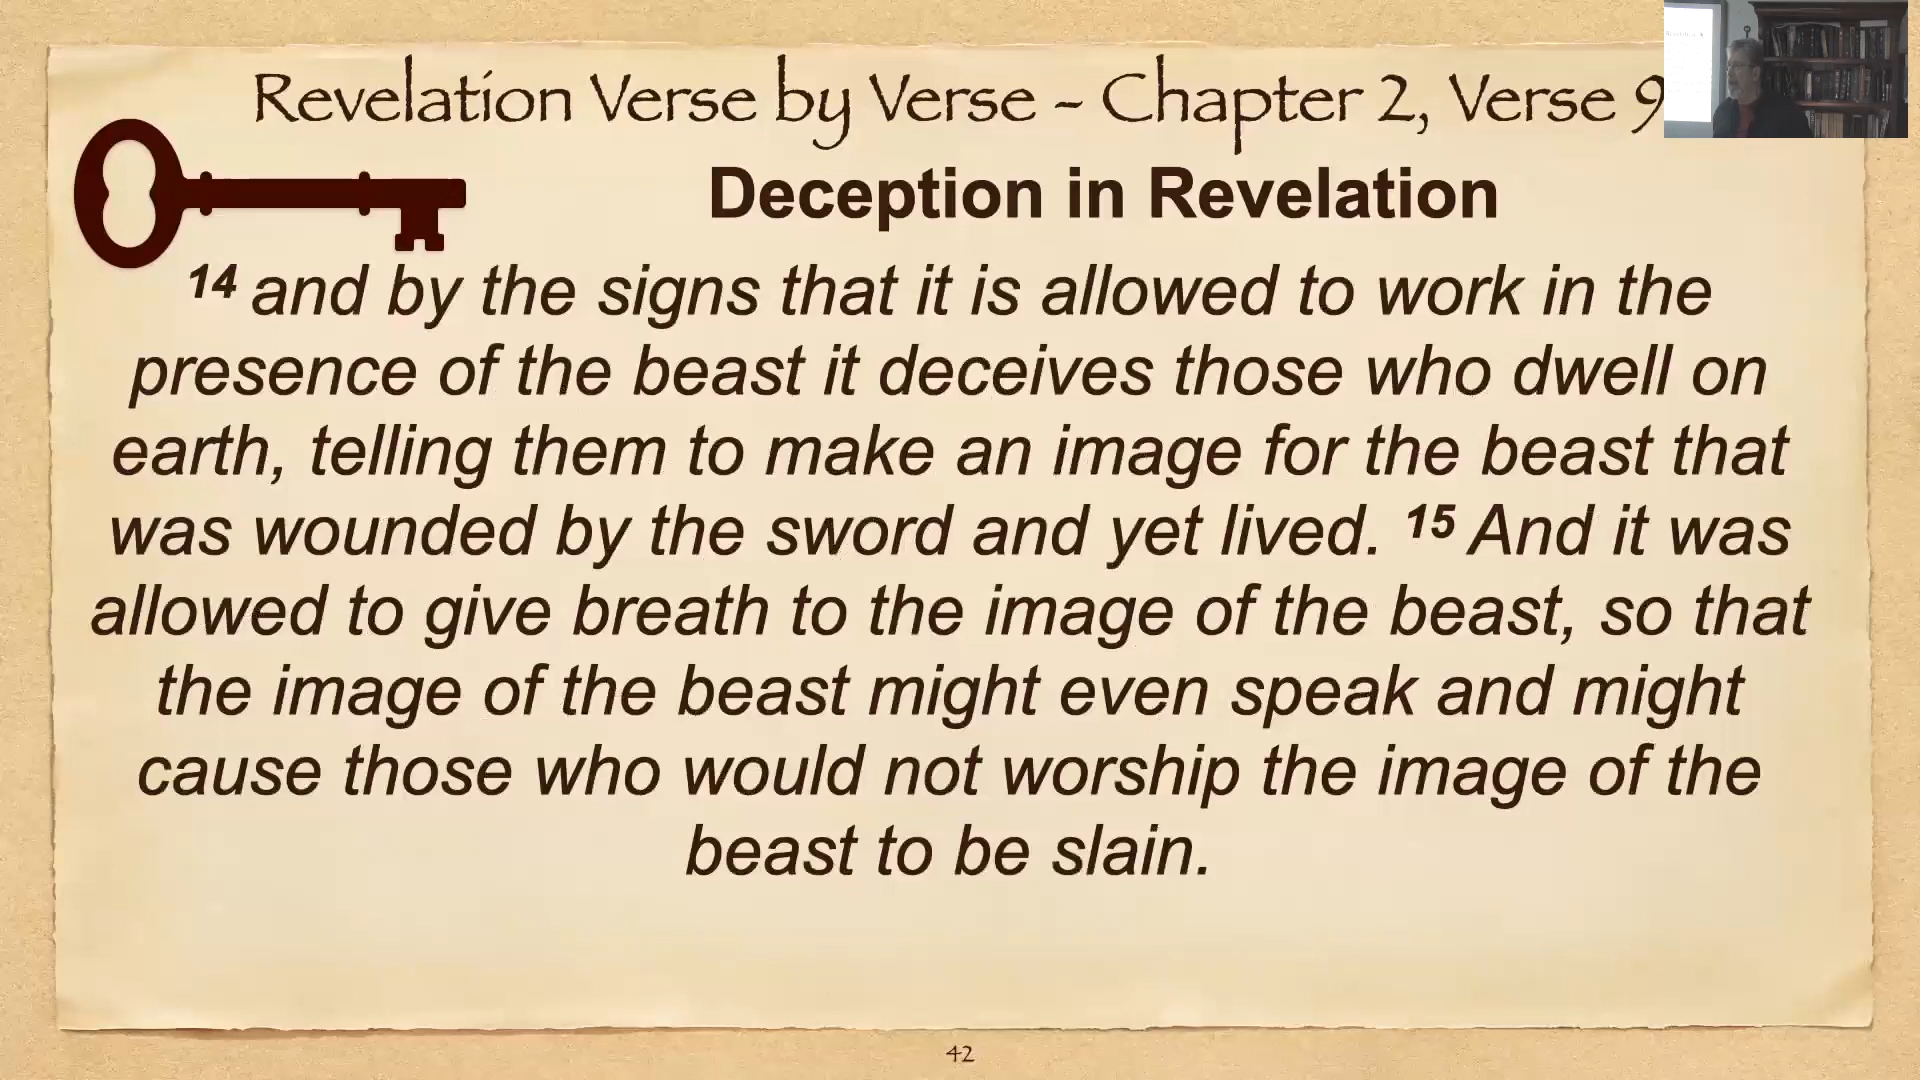 Revelation Verse by Verse ~ Chapter 2, Verse 9
Deception in Revelation
14 and by the signs that it is allowed to work in the
presence of the beast it deceives those who dwell on
earth, telling them to make an image for the beast that
was wounded by the sword and yet lived. 15 And it was
allowed to give breath to the image of the beast, so that
the image of the beast might even speak and might
cause those who would not worship the image of the
beast to be slain.
42